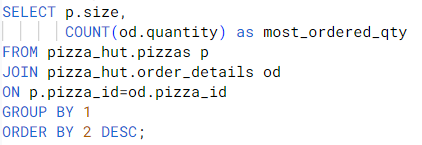 SELECT p.size,
COUNT(od.quantity) as most_ordered_qty
FROM pizza_hut.pizzas p
JOIN pizza_hut.order_details od
ON p.pizza_id=od.pizza_id
GROUP BY 1
ORDER BY 2 DESC;